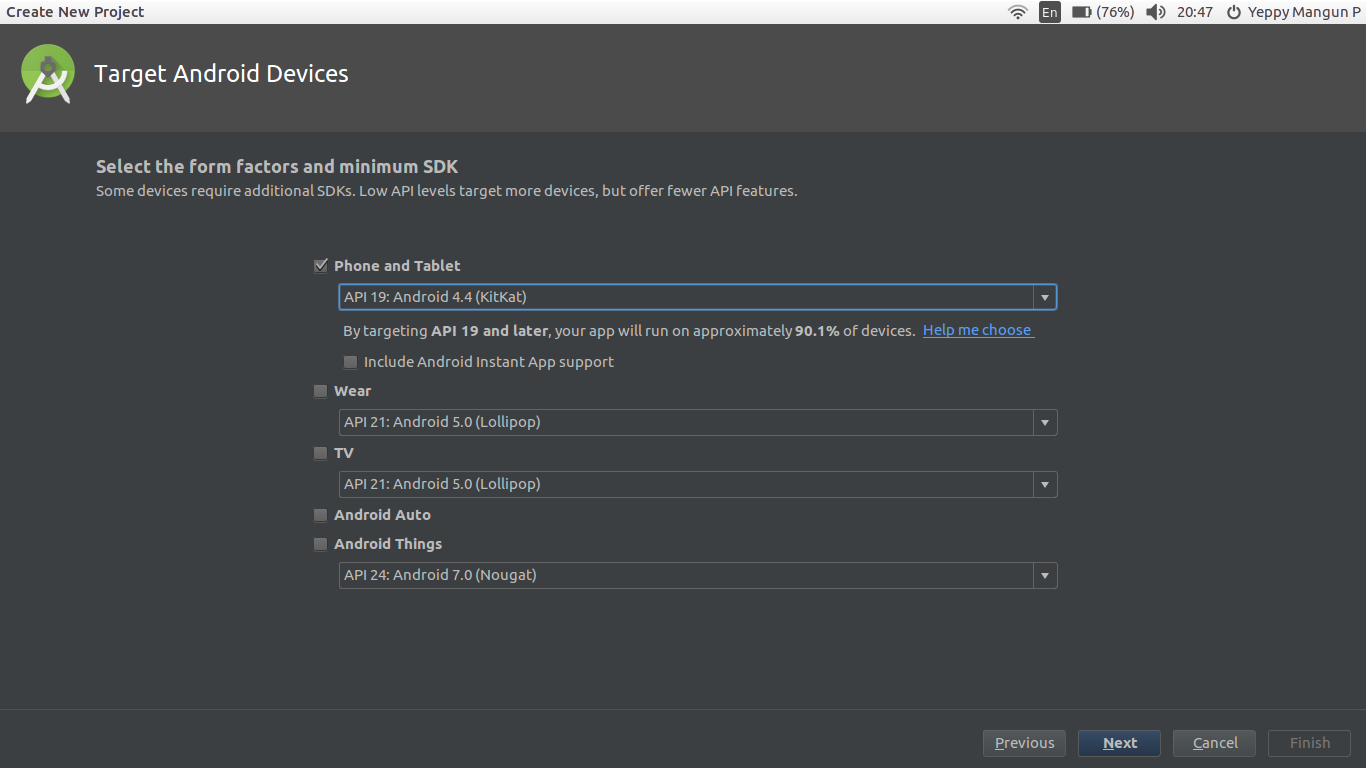 Create New Project
En (76%) 20:47 Yeppy Mangun P
Target Android Devices
Select the form factors and minimum SDK
Some devices require additional SDKs. Low API levels target more devices, but offer fewer API features.
Phone and Tablet
API 19: Android 4.4 (KitKat)
By targeting API 19 and later, your app will run on approximately 90.1% of devices. Help me choose
Include Android Instant App support
Wear
API 21: Android 5.0 (Lollipop)
TV
API 21: Android 5.0 (Lollipop)
Android Auto
Android Things
API 24: Android 7.0 (Nougat)
Previous Next Cancel Finish